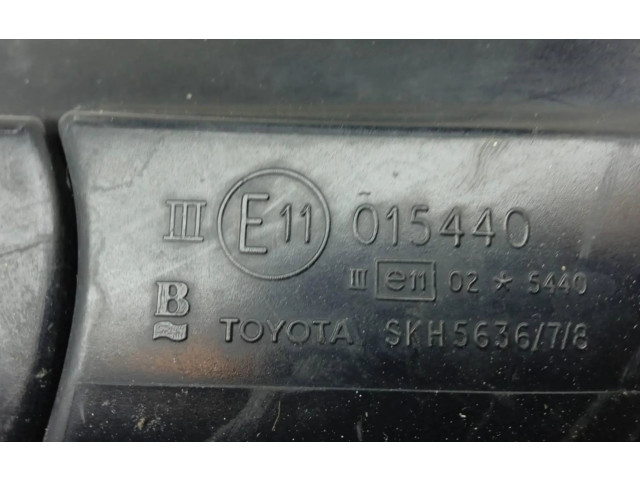 III E11 015440
III e11 02 * 5440
B TOYOTA SKH5636/7/8